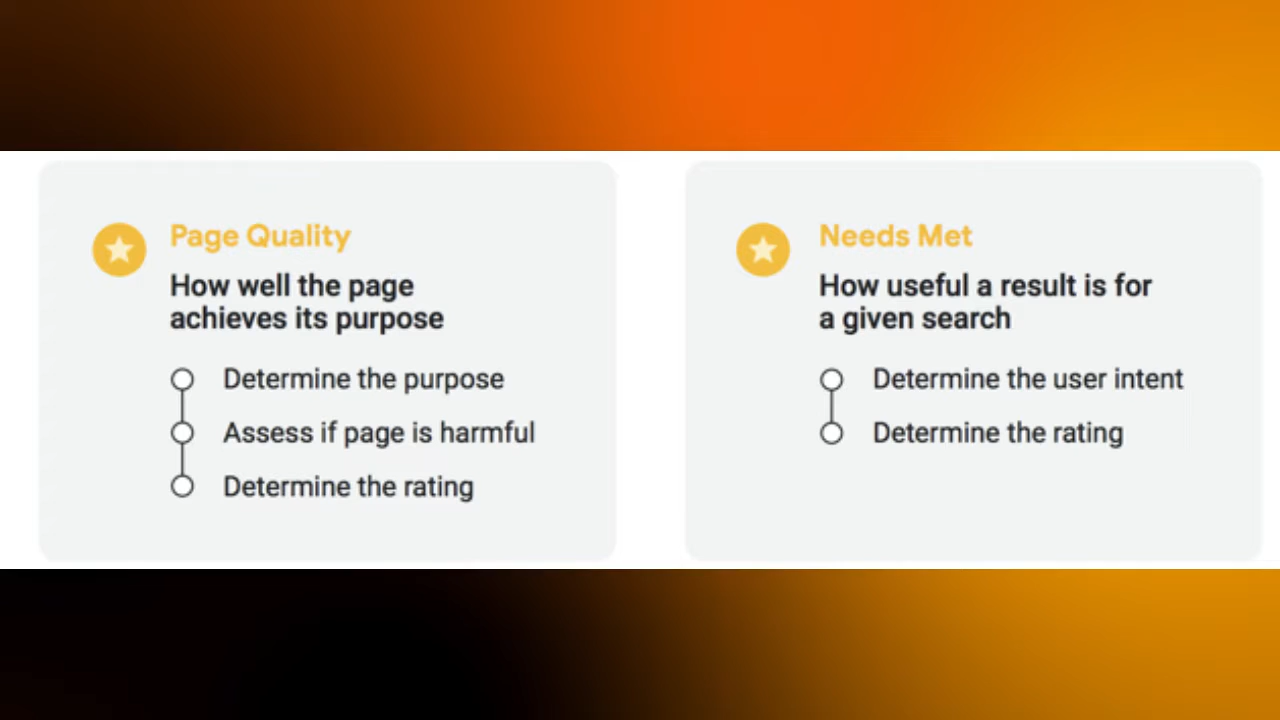 Page Quality
How well the page
achieves its purpose
Determine the purpose
Assess if page is harmful
Determine the rating
Needs Met
How useful a result is for
a given search
Determine the user intent
Determine the rating